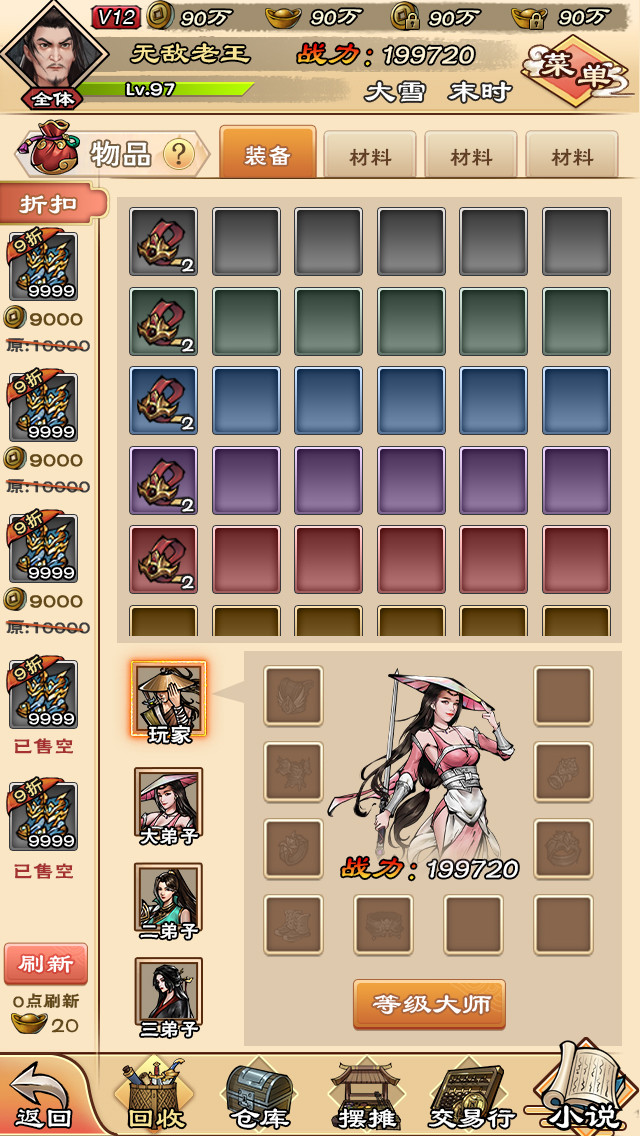 V12 90万 90万 90万 90万
无敌老王 战力：199720
菜单
全体 Lv.97
大雪 末时
物品 ? 装备 材料 材料 材料
折扣
9折
9999
9000
原:10000
9折
9999
9000
原:10000
9折
9999
9000
原:10000
9折
9999
已售空
9折
9999
已售空
刷新
0点刷新
20
2
2
2
2
2
玩家
大弟子
二弟子
三弟子
战力：199720
等级大师
返回 回收 仓库 摆摊 交易行 小说